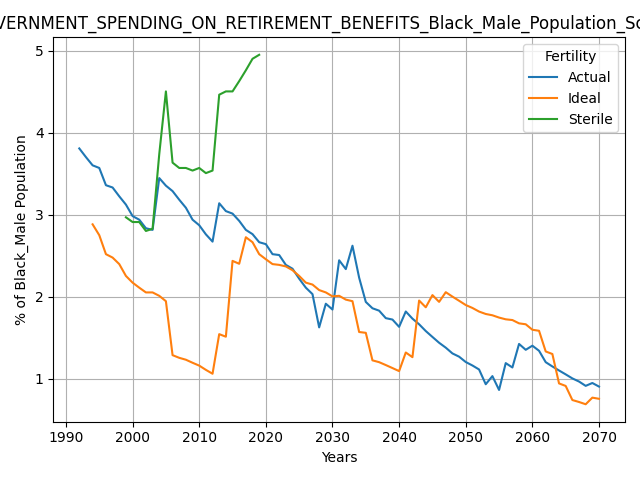 VERNMENT_SPENDING_ON_RETIREMENT_BENEFITS_Black_Male_Population_Sc
Fertility
Actual
Ideal
Sterile
% of Black_Male Population
5
4
3
2
1
1990 2000 2010 2020 2030 2040 2050 2060 2070
Years